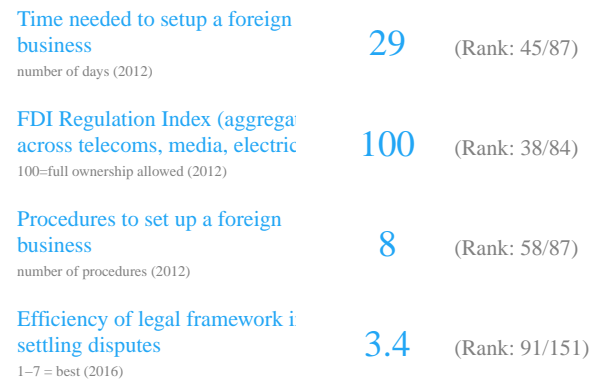 Time needed to setup a foreign
business
number of days (2012)
29
(Rank: 45/87)
FDI Regulation Index
across telecoms, media,
100=full ownership allowed (2012)
100
(Rank: 38/84)
Procedures to set up a foreign
business
number of procedures (2012)
8
(Rank: 58/87)
Efficiency of legal framework
settling disputes
1–7 = best (2016)
3.4
(Rank: 91/151)